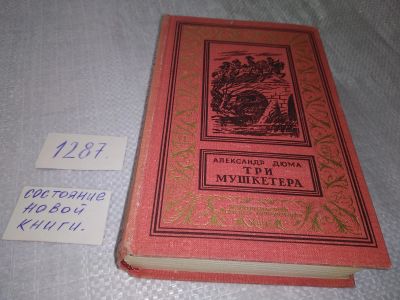 1287.
состояние
новой
книги.
АЛЕКСАНДР ДЮМА
ТРИ
МУШКЕТЕРА